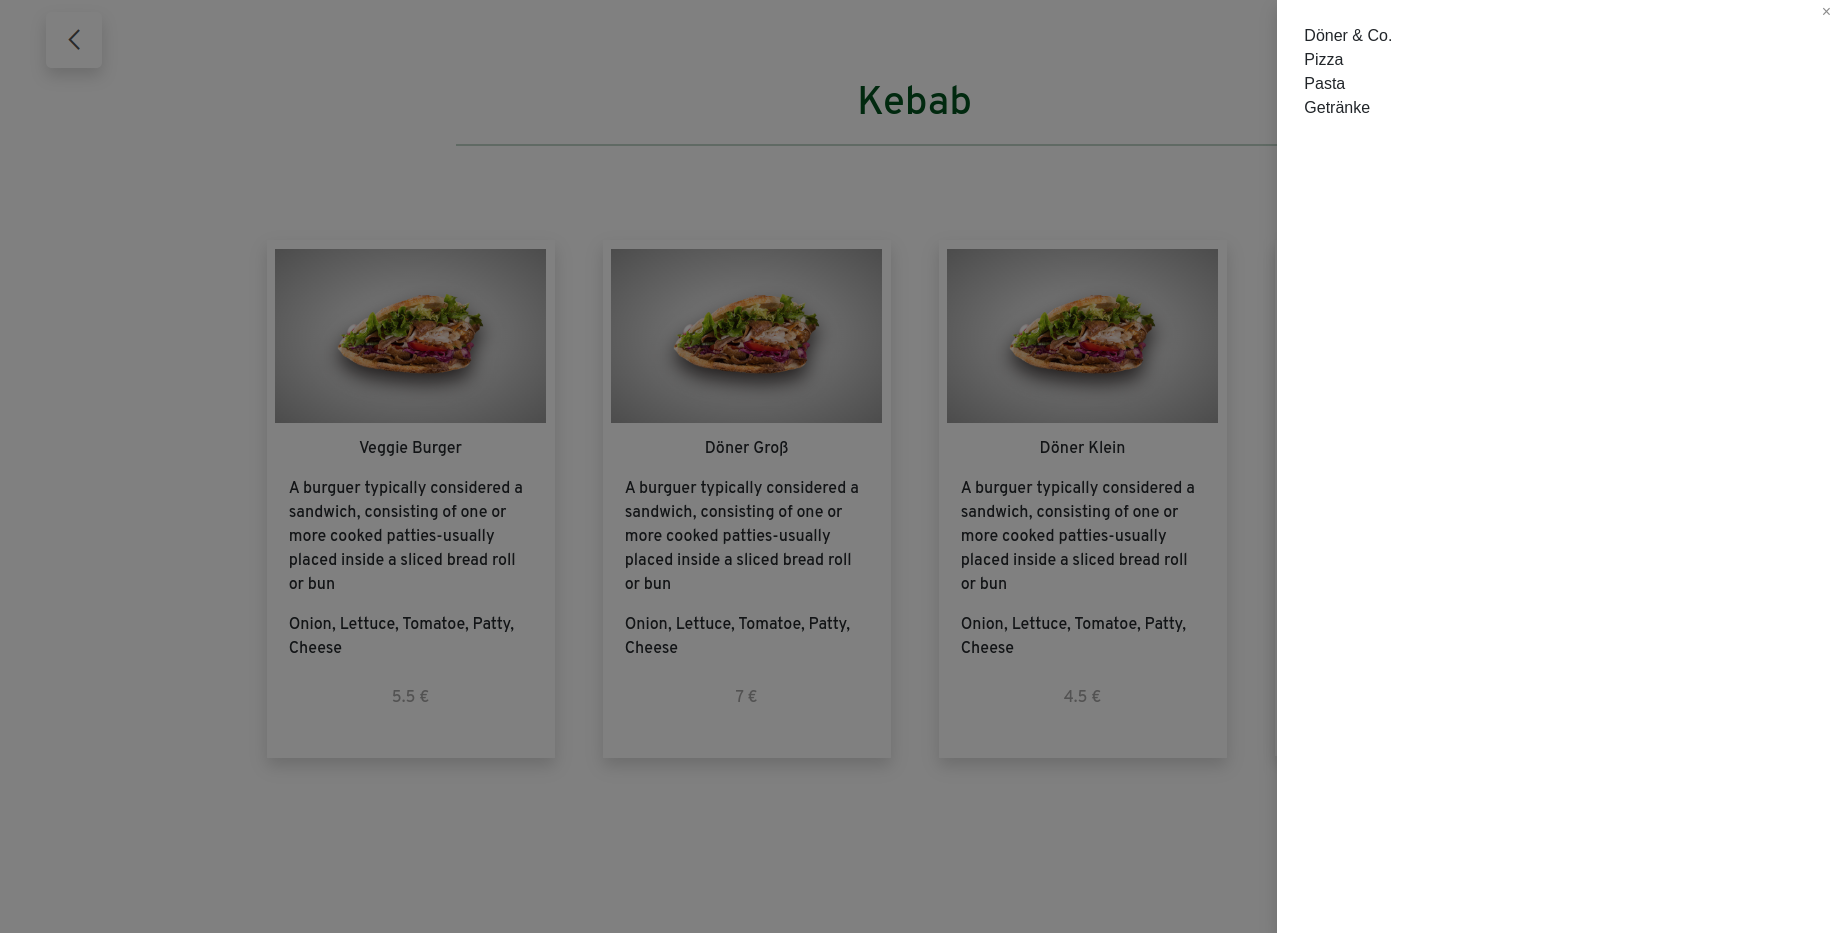 ×
Döner & Co.
Pizza
Pasta
Getränke
Kebab
Veggie Burger
A burguer typically considered a
sandwich, consisting of one or
more cooked patties-usually
placed inside a sliced bread roll
or bun
Onion, Lettuce, Tomatoe, Patty,
Cheese
5.5 €
Döner Groß
A burguer typically considered a
sandwich, consisting of one or
more cooked patties-usually
placed inside a sliced bread roll
or bun
Onion, Lettuce, Tomatoe, Patty,
Cheese
7 €
Döner Klein
A burguer typically considered a
sandwich, consisting of one or
more cooked patties-usually
placed inside a sliced bread roll
or bun
Onion, Lettuce, Tomatoe, Patty,
Cheese
4.5 €